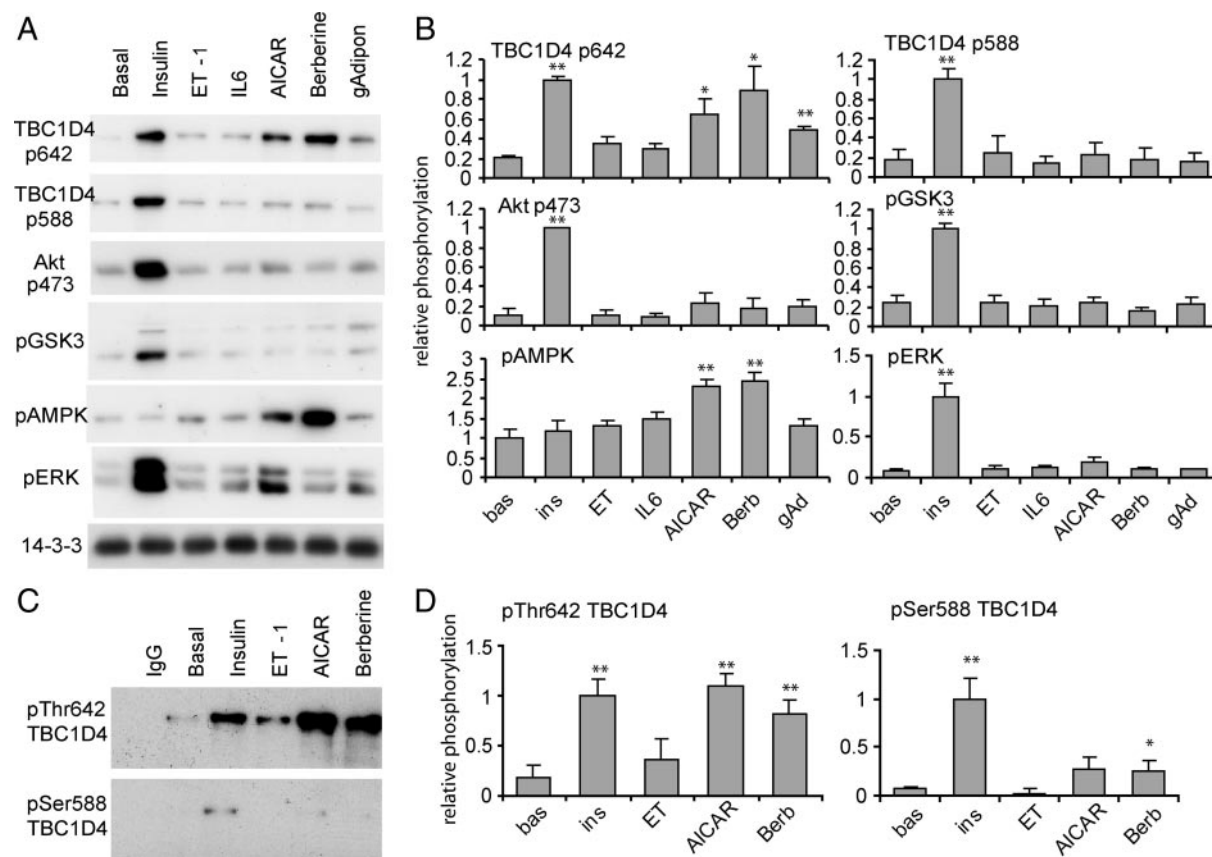 A
Basal
Insulin
ET -1
IL6
AICAR
Berberine
gAdipon
TBC1D4
p642
TBC1D4
p588
Akt
p473
pGSK3
pAMPK
pERK
14-3-3
B
relative phosphorylation
TBC1D4 p642
1.2
1
0.8
0.6
0.4
0.2
0
**
*
*
**
TBC1D4 p588
1.2
1
0.8
0.6
0.4
0.2
0
**
Akt p473
1.2
1
0.8
0.6
0.4
0.2
0
**
pGSK3
1.2
1
0.8
0.6
0.4
0.2
0
**
pAMPK
3
2.5
2
1.5
1
0.5
0
**
**
bas
ins
ET
IL6
AICAR
Berb
gAd
pERK
1.5
1
0.5
0
**
bas
ins
ET
IL6
AICAR
Berb
gAd
C
IgG
Basal
Insulin
ET -1
AICAR
Berberine
pThr642
TBC1D4
pSer588
TBC1D4
D
relative phosphorylation
pThr642 TBC1D4
1.5
1
0.5
0
**
**
**
bas
ins
ET
AICAR
Berb
pSer588 TBC1D4
1.5
1
0.5
0
**
*
bas
ins
ET
AICAR
Berb